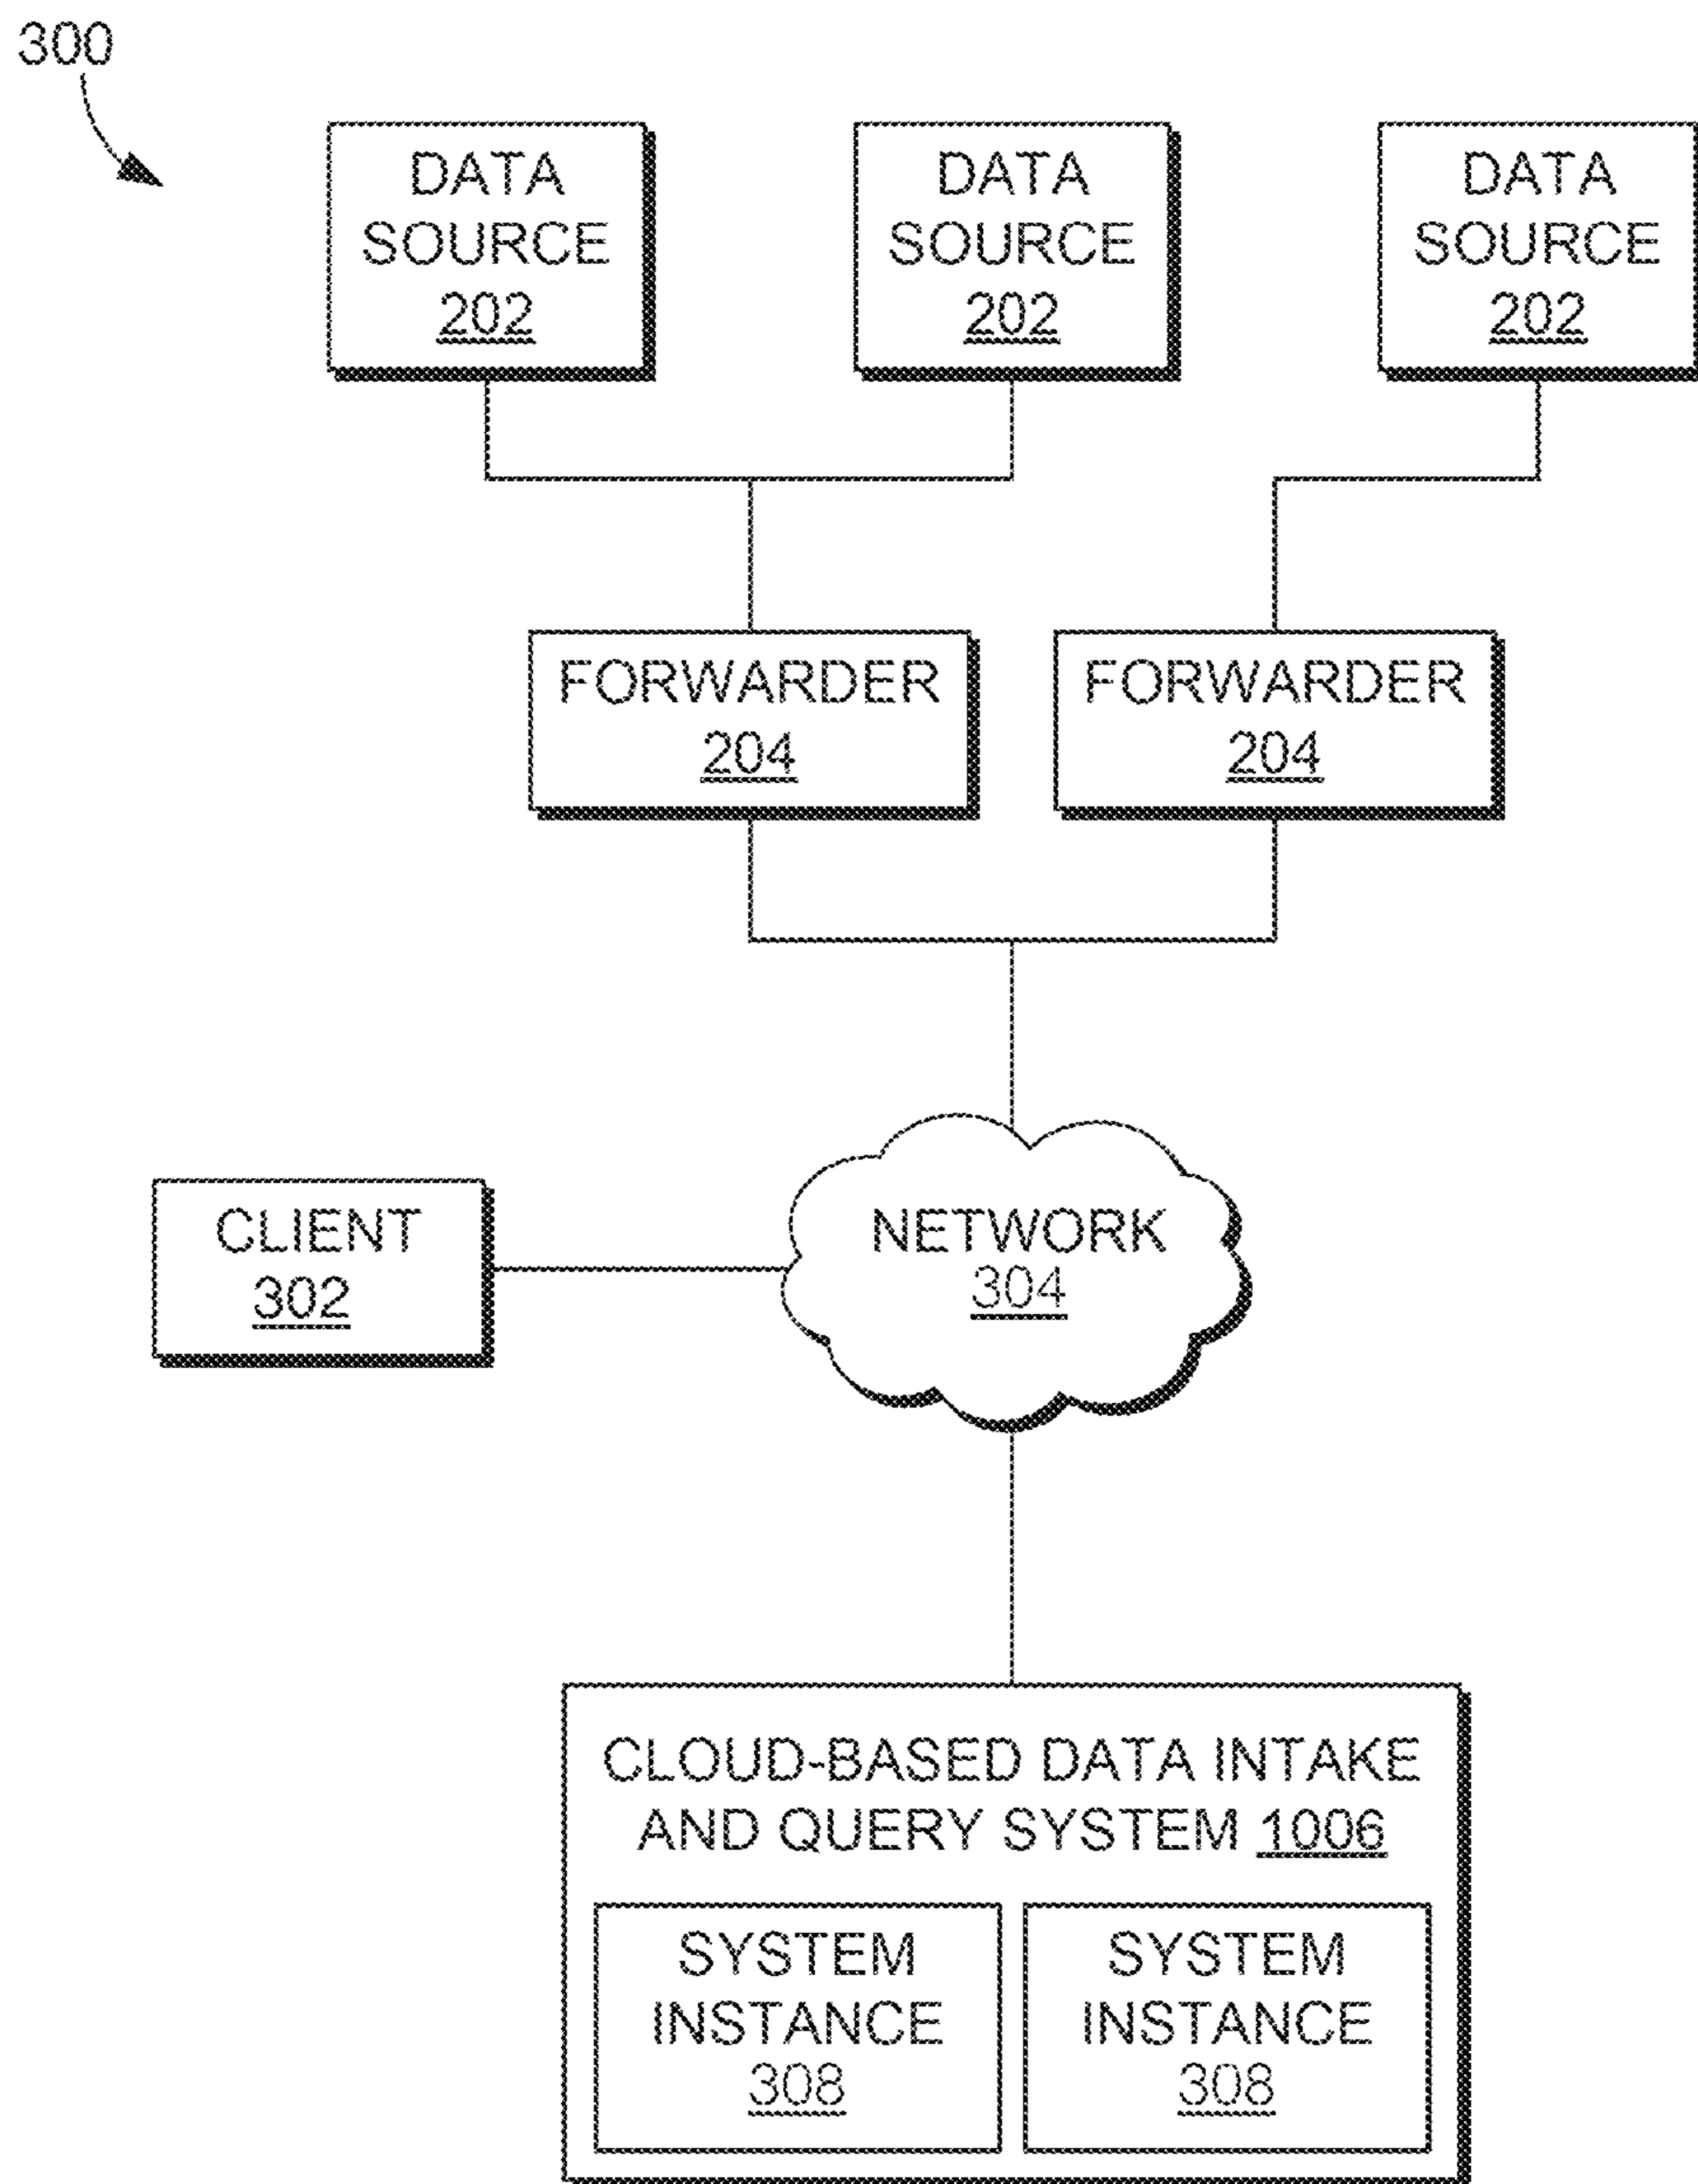 300
DATA
SOURCE
202
DATA
SOURCE
202
DATA
SOURCE
202
FORWARDER
204
FORWARDER
204
CLIENT
302
NETWORK
304
CLOUD-BASED DATA INTAKE
AND QUERY SYSTEM 1006
SYSTEM
INSTANCE
308
SYSTEM
INSTANCE
308